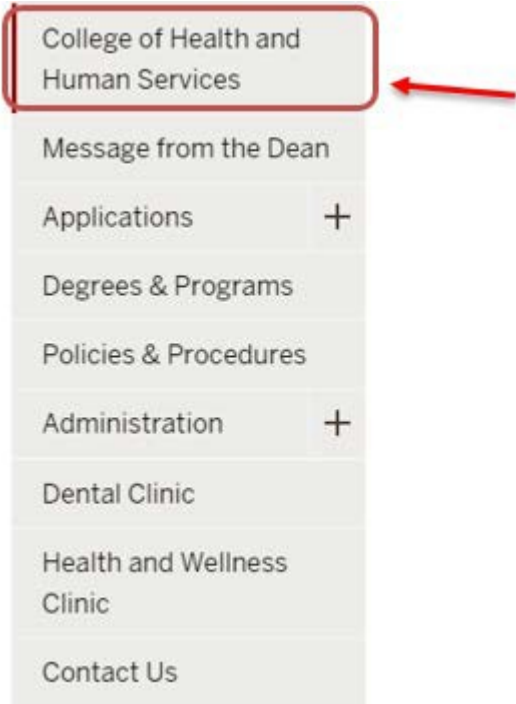 College of Health and
Human Services
Message from the Dean
Applications +
Degrees & Programs
Policies & Procedures
Administration +
Dental Clinic
Health and Wellness
Clinic
Contact Us